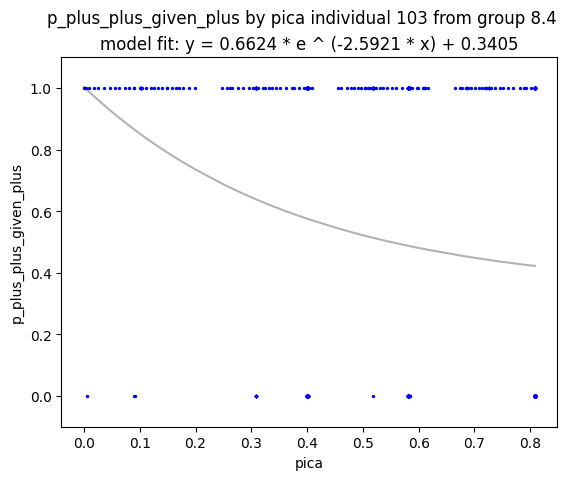 p_plus_plus_given_plus by pica individual 103 from group 8.4
model fit: y = 0.6624 * e ^ (-2.5921 * x) + 0.3405
1.0
0.8
0.6
0.4
0.2
0.0
p_plus_plus_given_plus
0.0 0.1 0.2 0.3 0.4 0.5 0.6 0.7 0.8
pica